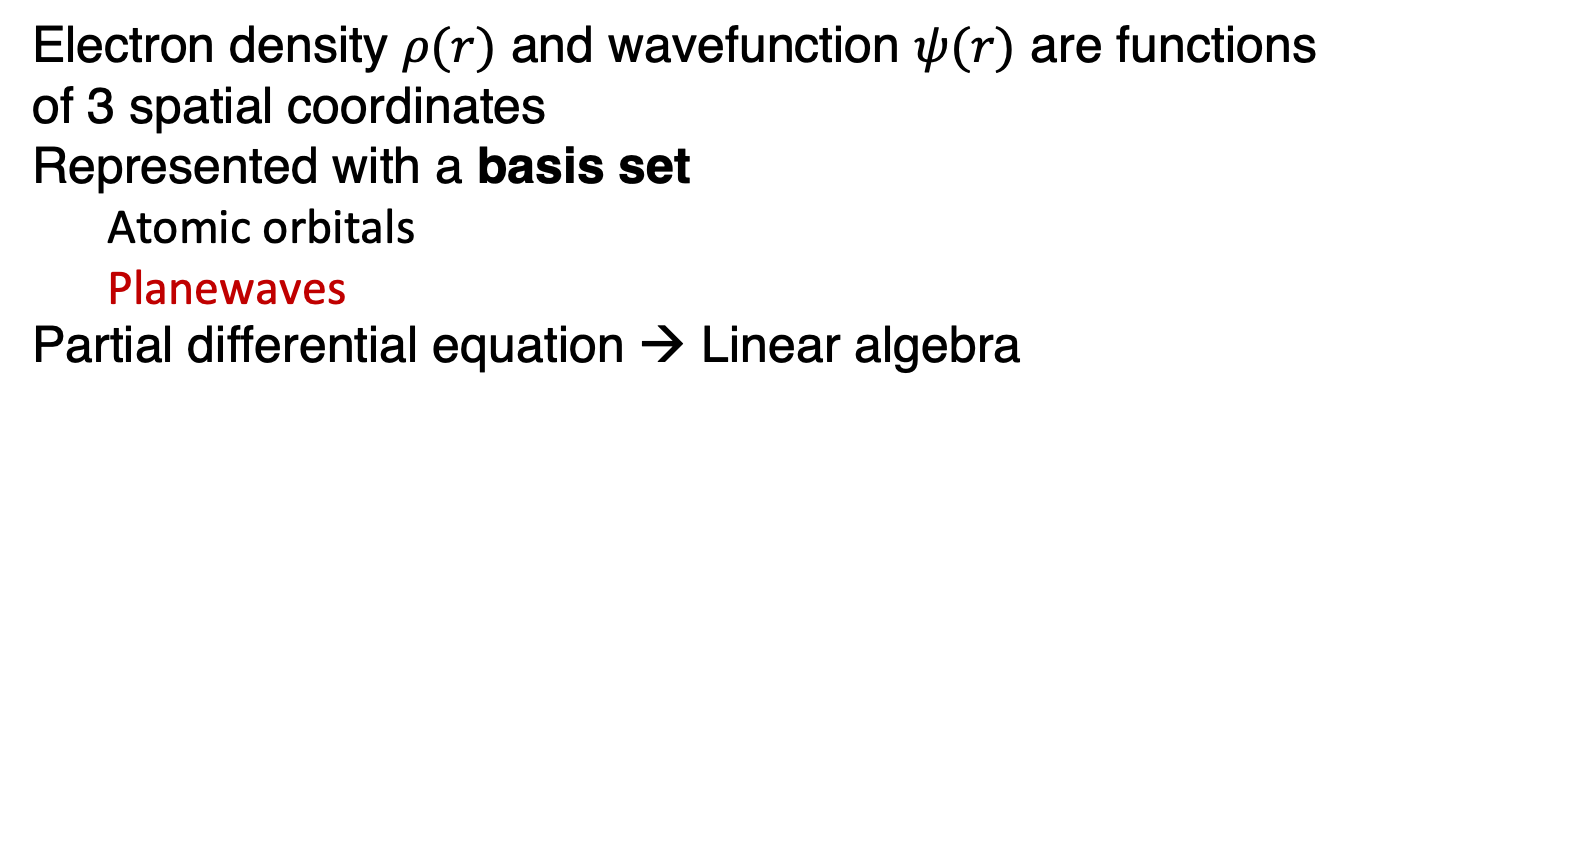 Electron density 𝜌(𝑟) and wavefunction 𝜓(𝑟) are functions
of 3 spatial coordinates
Represented with a basis set
Atomic orbitals
Planewaves
Partial differential equation → Linear algebra